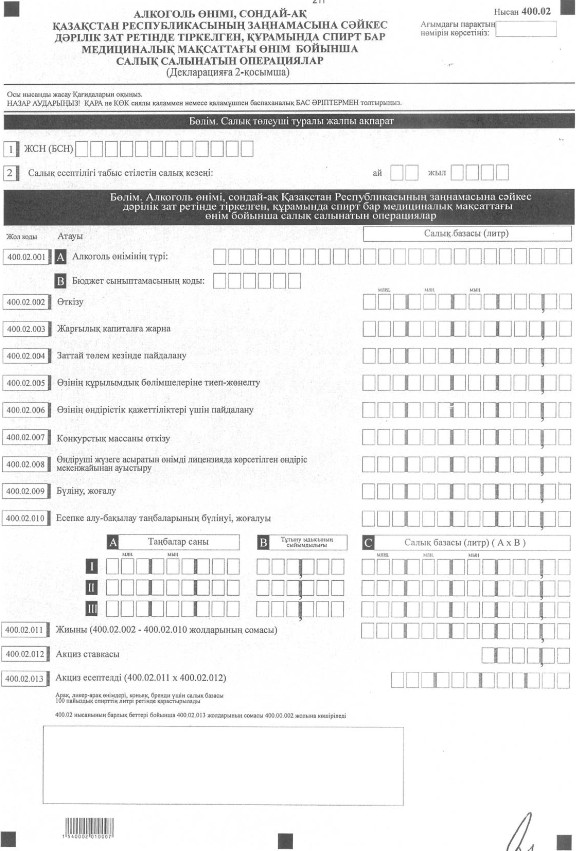 АЛКОГОЛЬ ӨНІМІ, СОНДАЙ-АҚ
ҚАЗАҚСТАН РЕСПУБЛИКАСЫНЫҢ ЗАҢНАМАСЫНА СӘЙКЕС
ДӘРІЛІК ЗАТ РЕТІНДЕ ТІРКЕЛГЕН, ҚҰРАМЫНДА СПИРТ БАР
МЕДИЦИНАЛЫҚ МАҚСАТТАҒЫ ӨНІМ БОЙЫНША
САЛЫҚ САЛЫНАТЫН ОПЕРАЦИЯЛАР
(Декларацияға 2-қосымша)
Нысан 400.02
Ағымдағы парақтың
нөмірін көрсетіңіз:
Осы нысанды жасау Қағидаларын оқыңыз.
НАЗАР АУДАРЫҢЫЗ! ҚАРА не КӨК сиялы қаламмен немесе қаламұшпен баспаханалық БАС ӘРІПТЕРМЕН толтырыңыз.
Бөлім. Салық төлеуші туралы жалпы ақпарат
1 ЖСН (БСН)
2 Салық есептілігі табыс етілетін салық кезеңі: ай жыл
Бөлім. Алкоголь өнімі, сондай-ақ Қазақстан Республикасының заңнамасына сәйкес
дәрілік зат ретінде тіркелген, құрамында спирт бар медициналық мақсаттағы
өнім бойынша салық салынатын операциялар
Жол коды Атауы Салық базасы (литр)
400.02.001 A Алкоголь өнімінің түрі:
B Бюджет сыныптамасының коды:
млн. млн. мың
400.02.002 Өткізу
400.02.003 Жарғылық капиталға жарна
400.02.004 Заттай төлем кезінде пайдалану
400.02.005 Өзінің құрылымдық бөлімшелеріне тиеп-жөнелту
400.02.006 Өзінің өндірістік қажеттіліктері үшін пайдалану
400.02.007 Конкурстық массаны өткізу
400.02.008 Өндіруші жүзеге асыратын өнімді лицензияда көрсетілген өндіріс
мекенжайынан ауыстыру
400.02.009 Бүліну, жоғалу
400.02.010 Есепке алу-бақылау таңбаларының бүлінуі, жоғалуы
A Таңбалар саны B Тұтыну ыдысының
сыйымдылығы C Салық базасы (литр) ( A x B )
млн. мың млн. млн. мың
I
II
III
400.02.011 Жиыны (400.02.002 - 400.02.010 жолдарының сомасы)
400.02.012 Акциз ставкасы
400.02.013 Акциз есептелді (400.02.011 x 400.02.012)
Арақ, ликер-арақ өнімдері, коньяк, бренди үшін салық базасы
100 пайыздық спирттің литрі ретінде қарастырылады
400.02 нысанының барлық беттері бойынша 400.02.013 жолдарының сомасы 400.00.002 жолына көшіріледі